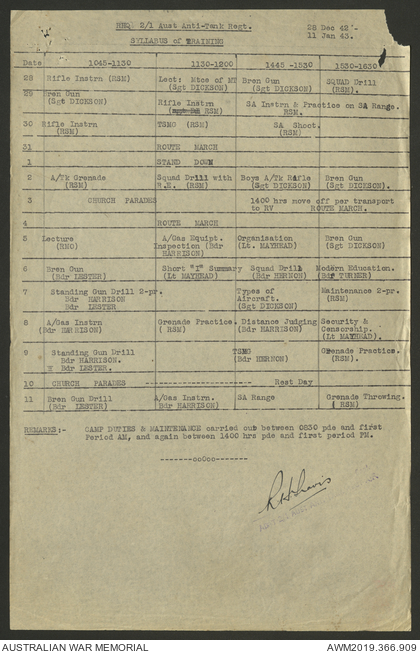 REQ: 2/1 Aust Anti-Tank Regt. 28 Dec 42 -
11 Jan 43.
SYLLABUS of TRAINING
Date 1045-1130 1130-1200 1445 -1530 1530-1630
28 Rifle Instrn (RSM) Lect: Mtce of MT Bren Gun SQUAD Drill
(Sgt DICKSON) (Sgt DICKSON) (RSM).
29 Bren Gun
(Sgt DICKSON) Rifle Instrn SA Instrn & Practice on SA Range.
RSM) RSM.
30 Rifle Instrn TSMG (RSM) SA Shoot.
(RSM) (RSM)
31 ROUTE MARCH
1 STAND DOWN
2 A/Tk Grenade Squad Drill with Boys A/Tk Rifle Bren Gun
(RSM) R.E. (RSM) (Sgt DICKSON) (Sgt DICKSON).
3 CHURCH PARADES 1400 hrs move off per transport
to RV ROUTE MARCH.
4 ROUTE MARCH
5 Lecture A/Gas Equipt. Organisation Bren Gun
(RMO) Inspection (Bdr (Lt. MAYHEAD) (Sgt DICKSON)
HARRISON)
6 Bren Gun Short "I" Summary Squad Drill Modern Education.
(Bdr LESTER) (Lt MAYHEAD) (Bdr HERNON) (Bdr TURNER)
7 Standing Gun Drill 2-pr. Types of Maintenance 2-pr.
Bdr HARRISON Aircraft. (RSM)
Bdr LESTER (Sgt DICKSON)
8 A/Gas Instrn Grenade Practice. Distance Judging Security &
(Bdr HARRISON) ( RSM) (Bdr HARRISON) Censorship.
(Lt MAYHEAD).
9 Standing Gun Drill TSMG Grenade Practice.
Bdr HARRISON. (Bdr HERNON) (RSM).
Bdr LESTER.
10 CHURCH PARADES -------------------- Rest Day
11 Bren Gun Drill A/Gas Instrn. SA Range Grenade Throwing.
(Bdr LESTER) (Bdr HARRISON) ( RSM)
REMARKS:- CAMP DUTIES & MAINTENANCE carried out between 0830 pde and first
Period AM, and again between 1400 hrs pde and first period PM.
-------ooOoo-------
AUSTRALIAN WAR MEMORIAL AWM2019.366.909